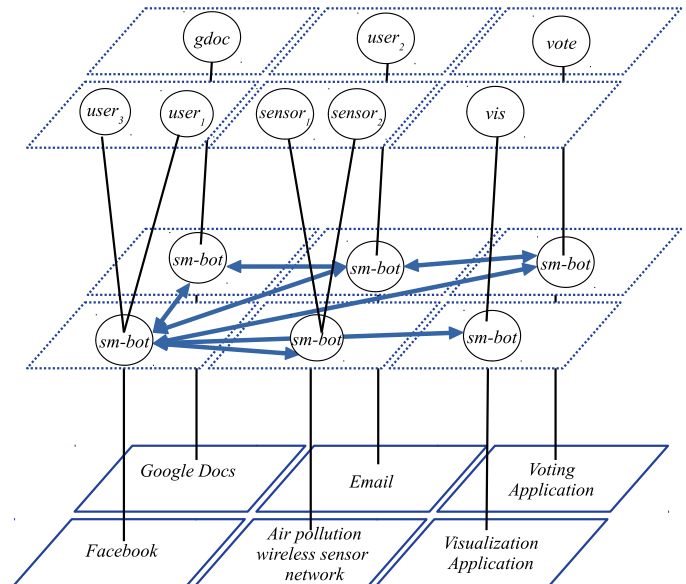 gdoc
user2
vote
user3
user1
sensor1
sensor2
vis
sm-bot
sm-bot
sm-bot
sm-bot
sm-bot
sm-bot
Google Docs
Email
Voting
Application
Facebook
Air pollution
wireless sensor
network
Visualization
Application